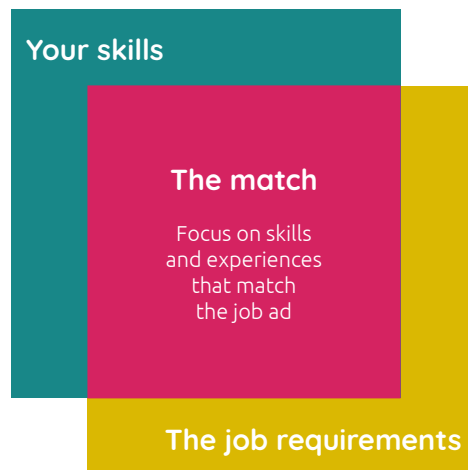 Your skills
The match
Focus on skills
and experiences
that match
the job ad
The job requirements